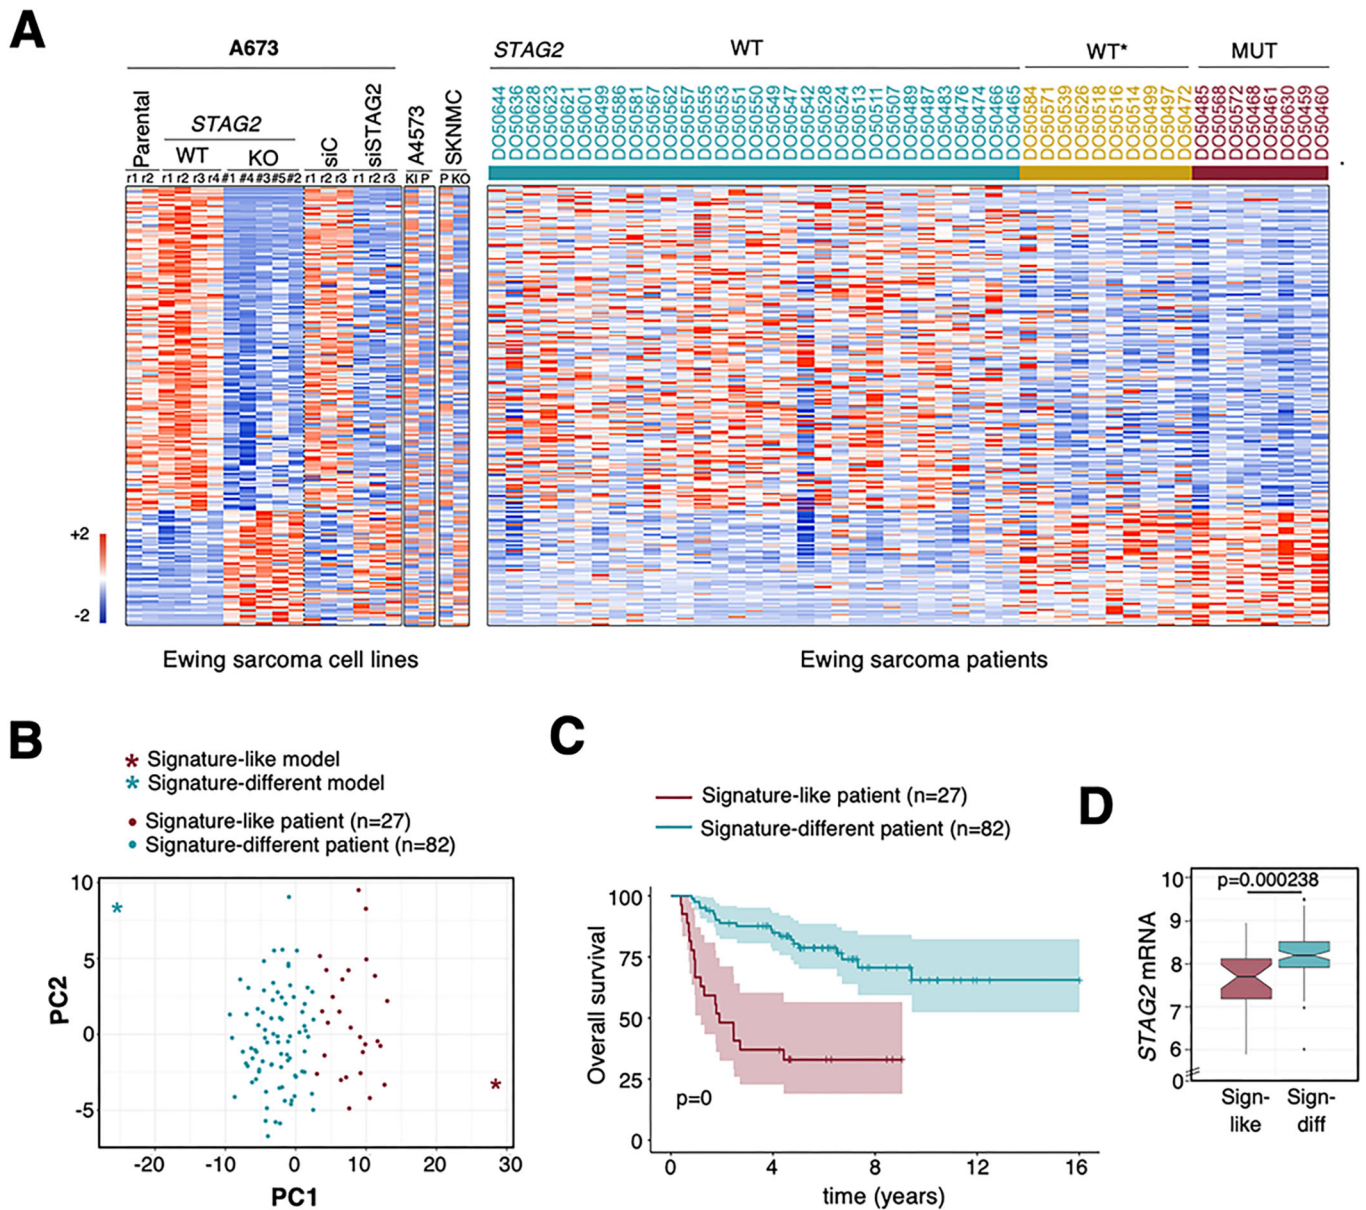 A
A673
STAG2 WT WT* MUT
Parental
STAG2
WT KO
siC
siSTAG2
A4573
SKNMC
r1 r2 r1 r2 r3 r4 #1 #4 #3 #5 #2 r1 r2 r3 r1 r2 r3 KI P P KO
DO50644
DO50636
DO50628
DO50623
DO50621
DO50601
DO50499
DO50586
DO50581
DO50567
DO50562
DO50557
DO50555
DO50553
DO50551
DO50550
DO50549
DO50547
DO50542
DO50528
DO50524
DO50513
DO50511
DO50507
DO50489
DO50487
DO50483
DO50476
DO50474
DO50466
DO50465
DO50584
DO50571
DO50539
DO50526
DO50518
DO50516
DO50514
DO50499
DO50497
DO50472
DO50485
DO50568
DO50572
DO50468
DO50461
DO50630
DO50459
DO50460
+2
-2
Ewing sarcoma cell lines
Ewing sarcoma patients
B
* Signature-like model
* Signature-different model
Signature-like patient (n=27)
Signature-different patient (n=82)
10
5
0
-5
PC2
-20 -10 0 10 20 30
PC1
C
Signature-like patient (n=27)
Signature-different patient (n=82)
100
75
50
25
0
Overall survival
p=0
0 4 8 12 16
time (years)
D
p=0.000238
10
9
8
7
6
0
STAG2 mRNA
Sign-
like
Sign-
diff